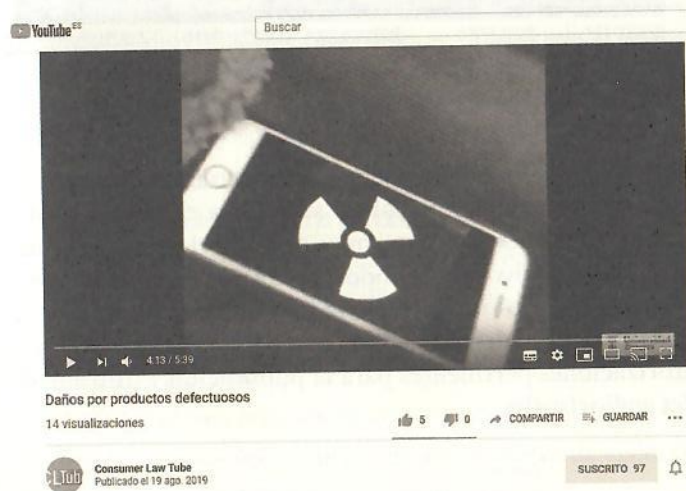 YouTube ES
Buscar
4:13 / 5:39
Daños por productos defectuosos
14 visualizaciones
5
0
COMPARTIR
GUARDAR
CLTub
Consumer Law Tube
Publicado el 19 ago. 2019
SUSCRITO 97